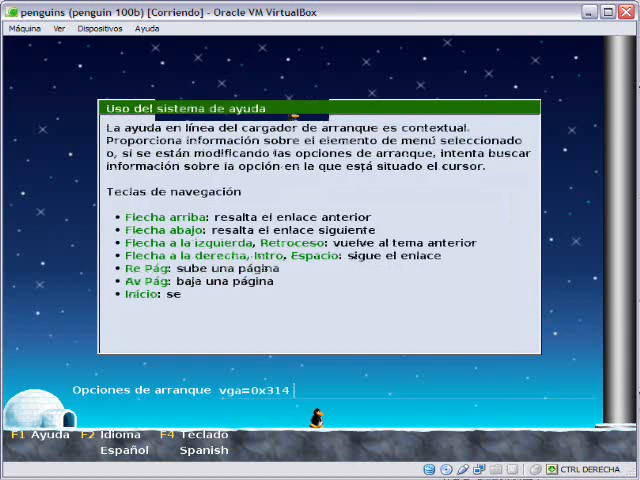 penguins (penguin 100b) [Corriendo] - Oracle VM VirtualBox
Máquina Ver Dispositivos Ayuda
Uso del sistema de ayuda
La ayuda en línea del cargador de arranque es contextual.
Proporciona información sobre el elemento de menú seleccionado
o, si se están modificando las opciones de arranque, intenta buscar
información sobre la opción en la que está situado el cursor.
Teclas de navegación
• Flecha arriba: resalta el enlace anterior
• Flecha abajo: resalta el enlace siguiente
• Flecha a la izquierda, Retroceso: vuelve al tema anterior
• Flecha a la derecha, Intro, Espacio: sigue el enlace
• Re Pág: sube una página
• Av Pág: baja una página
• Inicio: se
Opciones de arranque vga=0x314
F1 Ayuda F2 Idioma F4 Teclado
Español Spanish
CTRL DERECHA